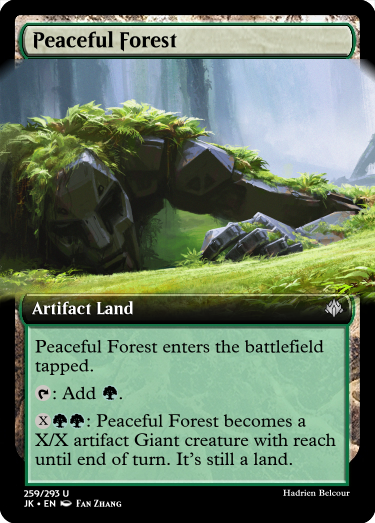 Peaceful Forest
Artifact Land
Peaceful Forest enters the battlefield
tapped.
: Add .
X: Peaceful Forest becomes a
X/X artifact Giant creature with reach
until end of turn. It's still a land.
259/293 U
JK • EN Fan Zhang
Hadrien Belcour